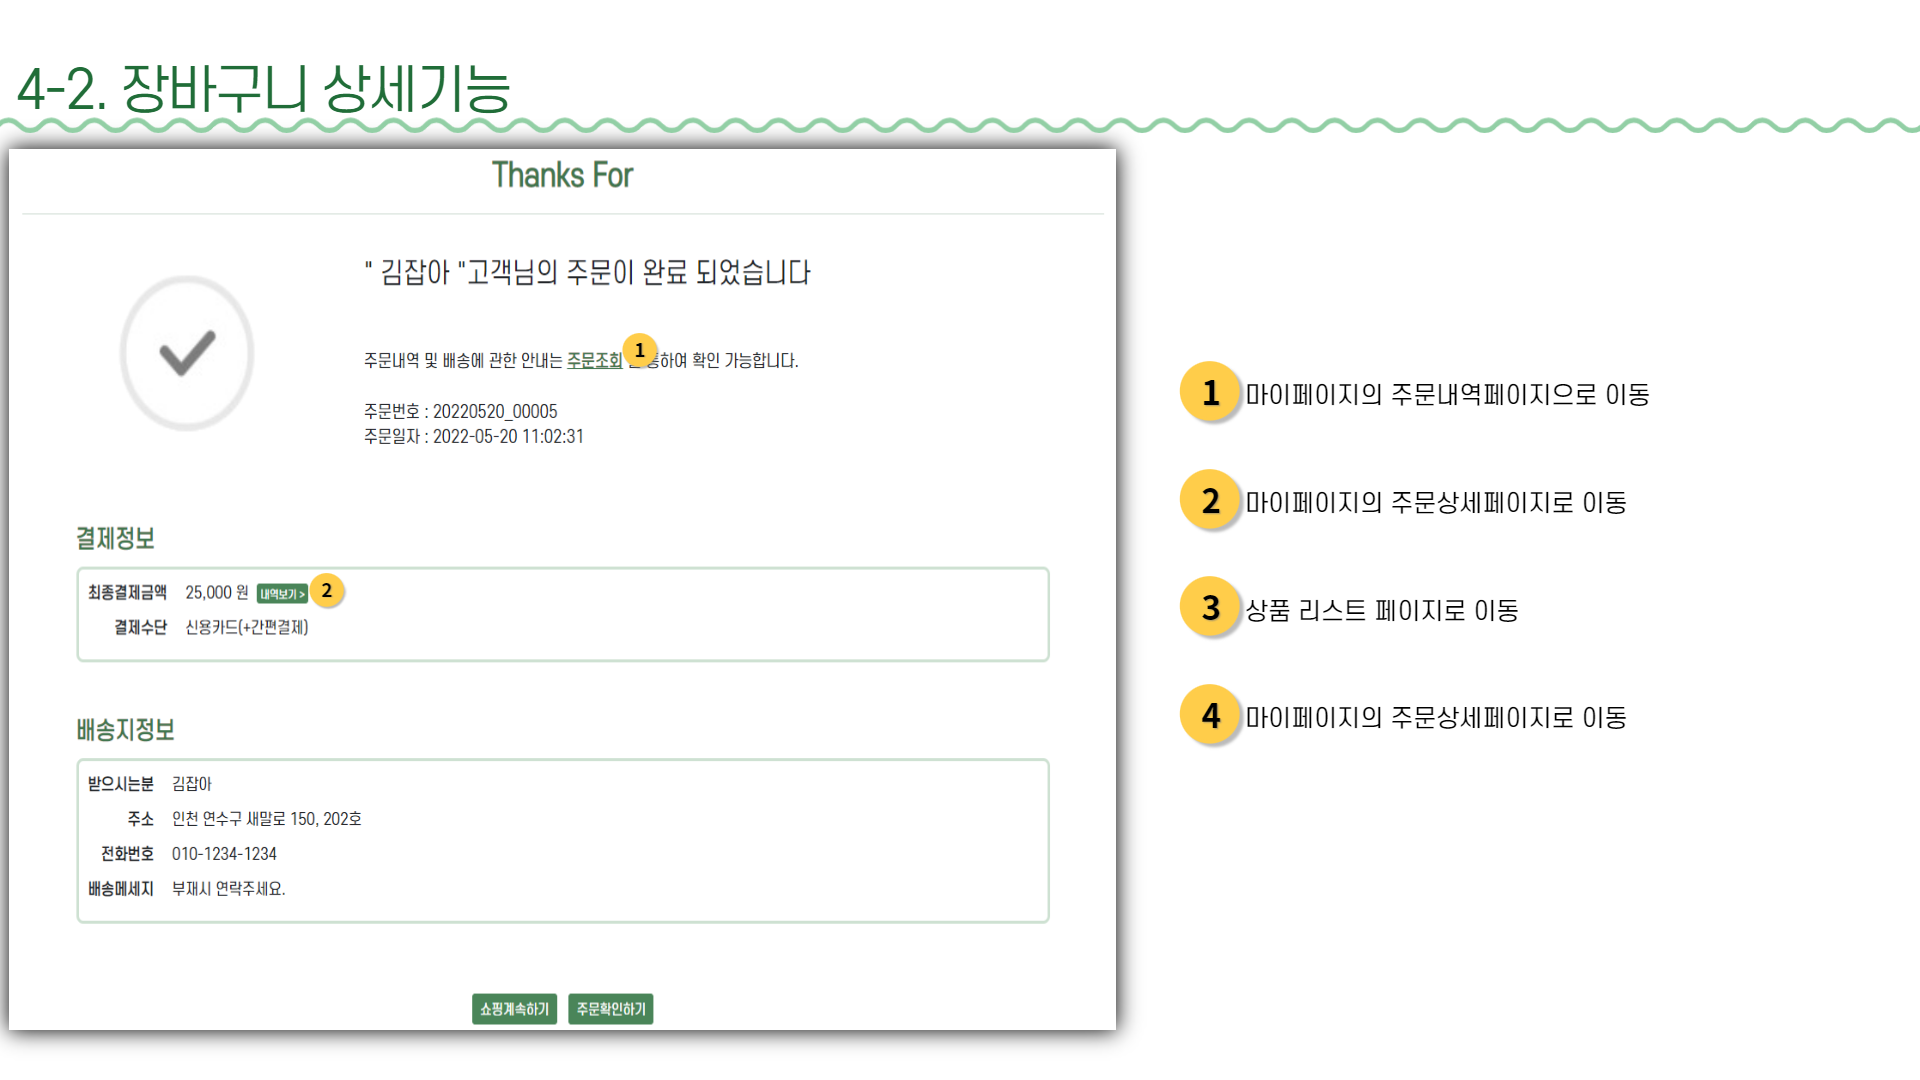 4-2. 장바구니 상세기능
Thanks For
" 김잡아 "고객님의 주문이 완료 되었습니다
주문내역 및 배송에 관한 안내는 주문조회 1 하여 확인 가능합니다.
주문번호 : 20220520_00005
주문일자 : 2022-05-20 11:02:31
결제정보
최종결제금액 25,000 원 내역보기 > 2
결제수단 신용카드(+간편결제)
배송지정보
받으시는분 김잡아
주소 인천 연수구 새말로 150, 202호
전화번호 010-1234-1234
배송메세지 부재시 연락주세요.
쇼핑계속하기 주문확인하기
1 마이페이지의 주문내역페이지으로 이동
2 마이페이지의 주문상세페이지로 이동
3 상품 리스트 페이지로 이동
4 마이페이지의 주문상세페이지로 이동